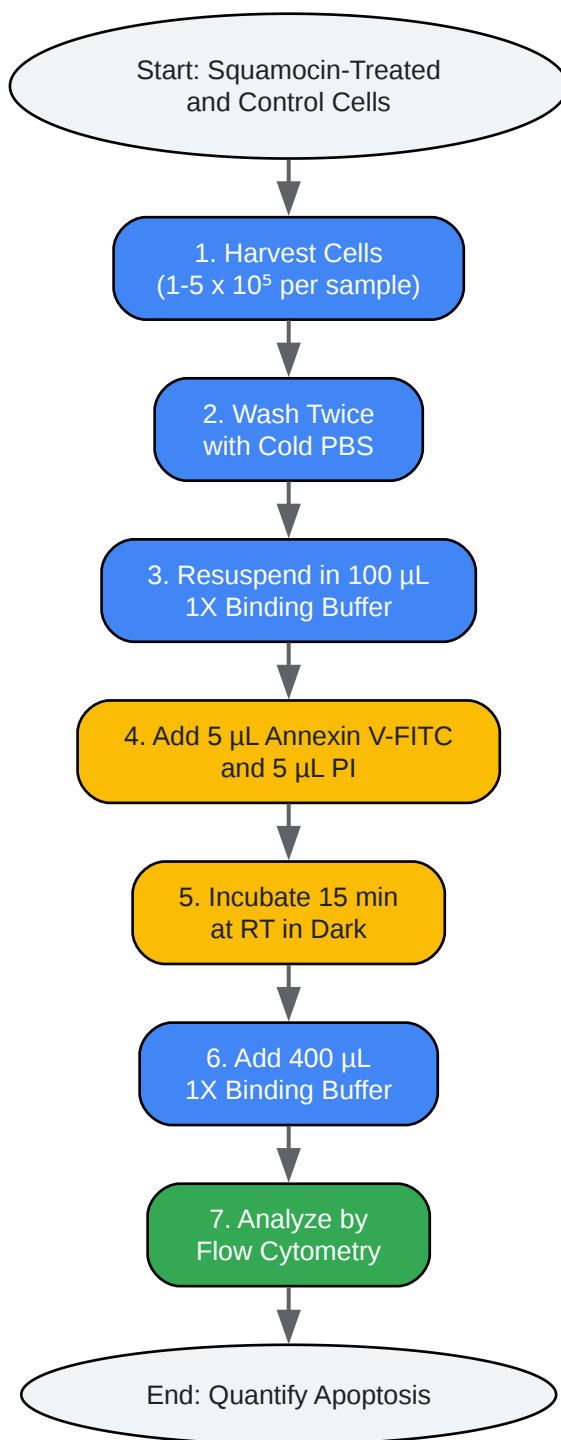 Start: Squamocin-Treated
and Control Cells
1. Harvest Cells
(1-5 x 10⁵ per sample)
2. Wash Twice
with Cold PBS
3. Resuspend in 100 µL
1X Binding Buffer
4. Add 5 µL Annexin V-FITC
and 5 µL PI
5. Incubate 15 min
at RT in Dark
6. Add 400 µL
1X Binding Buffer
7. Analyze by
Flow Cytometry
End: Quantify Apoptosis